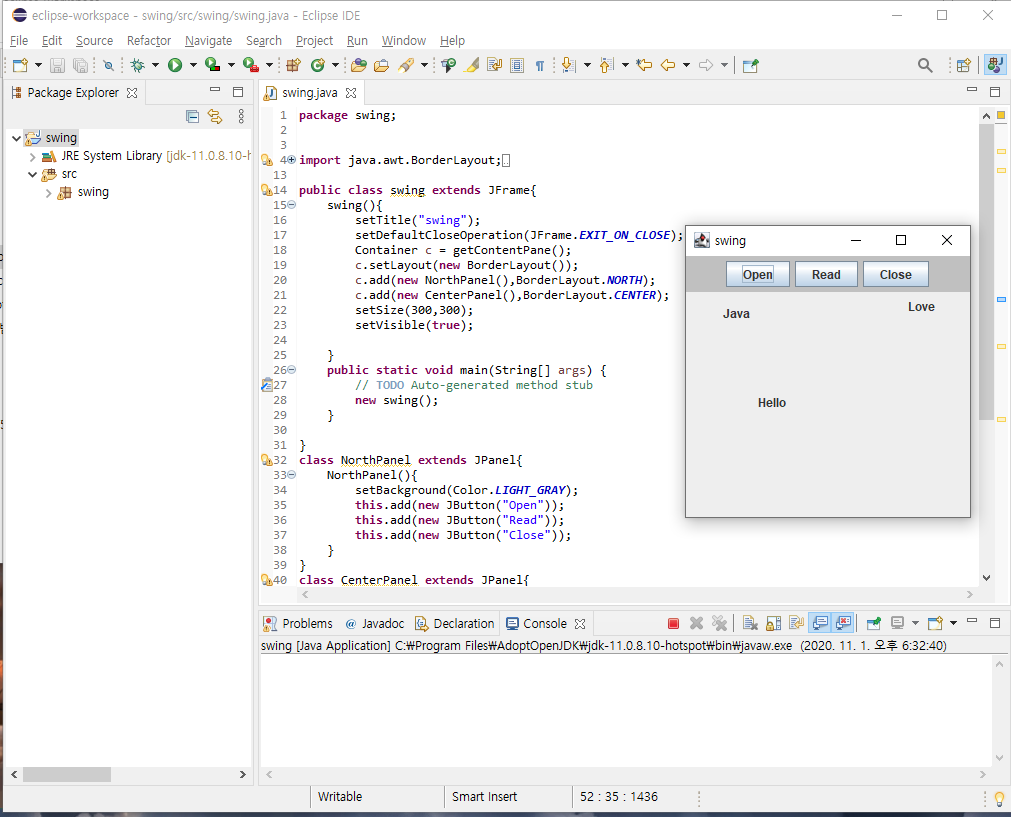 eclipse-workspace - swing/src/swing/swing.java - Eclipse IDE
File Edit Source Refactor Navigate Search Project Run Window Help
Package Explorer
swing
JRE System Library [jdk-11.0.8.10-h
src
swing
swing.java
1 package swing;
2
3
4 import java.awt.BorderLayout;
13
14 public class swing extends JFrame{
15 swing(){
16 setTitle("swing");
17 setDefaultCloseOperation(JFrame.EXIT_ON_CLOSE);
18 Container c = getContentPane();
19 c.setLayout(new BorderLayout());
20 c.add(new NorthPanel(),BorderLayout.NORTH);
21 c.add(new CenterPanel(),BorderLayout.CENTER);
22 setSize(300,300);
23 setVisible(true);
24
25 }
26 public static void main(String[] args) {
27 // TODO Auto-generated method stub
28 new swing();
29 }
30
31 }
32 class NorthPanel extends JPanel{
33 NorthPanel(){
34 setBackground(Color.LIGHT_GRAY);
35 this.add(new JButton("Open"));
36 this.add(new JButton("Read"));
37 this.add(new JButton("Close"));
38 }
39 }
40 class CenterPanel extends JPanel{
swing
Open Read Close
Java
Love
Hello
Problems @ Javadoc Declaration Console
swing [Java Application] C:₩Program Files₩AdoptOpenJDK₩jdk-11.0.8.10-hotspot₩bin₩javaw.exe (2020. 11. 1. 오후 6:32:40)
Writable Smart Insert 52 : 35 : 1436